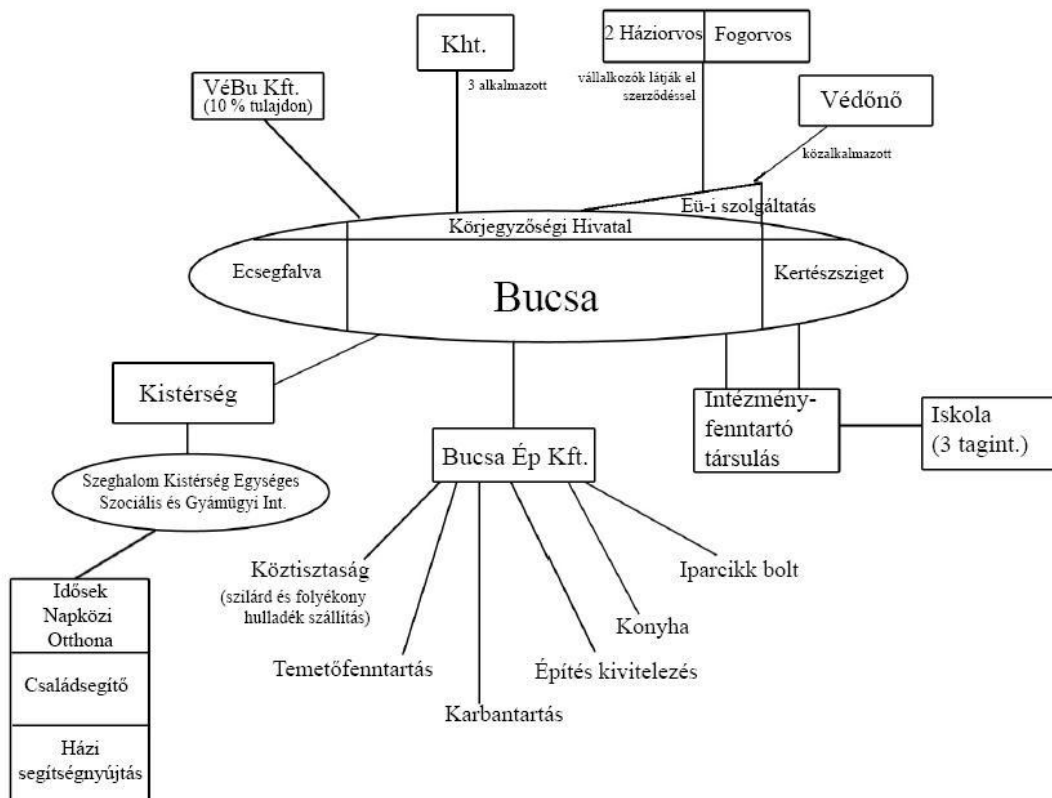 2 Háziorvos
Fogorvos
Kht.
3 alkalmazott
vállalkozók látják el
szerződéssel
VéBu Kft.
(10 % tulajdon)
Védőnő
közalkalmazott
Eü-i szolgáltatás
Körjegyzőségi Hivatal
Ecsegfalva
Bucsa
Kertészsziget
Kistérség
Szeghalom Kistérség Egységes
Szociális és Gyámügyi Int.
Idősek
Napközi
Otthona
Családsegítő
Házi
segítségnyújtás
Bucsa Ép Kft.
Köztisztaság
(szilárd és folyékony
hulladék szállítás)
Temetőfenntartás
Karbantartás
Építés kivitelezés
Konyha
Iparcikk bolt
Intézmény-
fenntartó
társulás
Iskola
(3 tagint.)